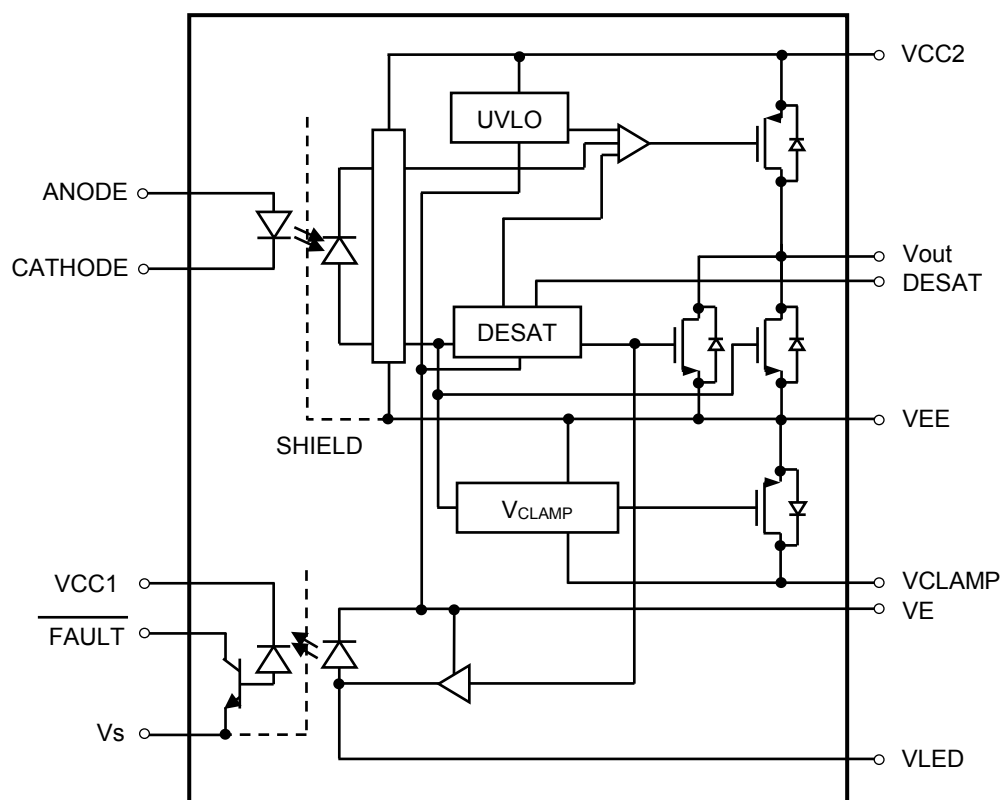 VCC2
UVLO
ANODE
CATHODE
Vout
DESAT
DESAT
VEE
SHIELD
VCLAMP
VCC1
VCLAMP
VE
FAULT
Vs
VLED